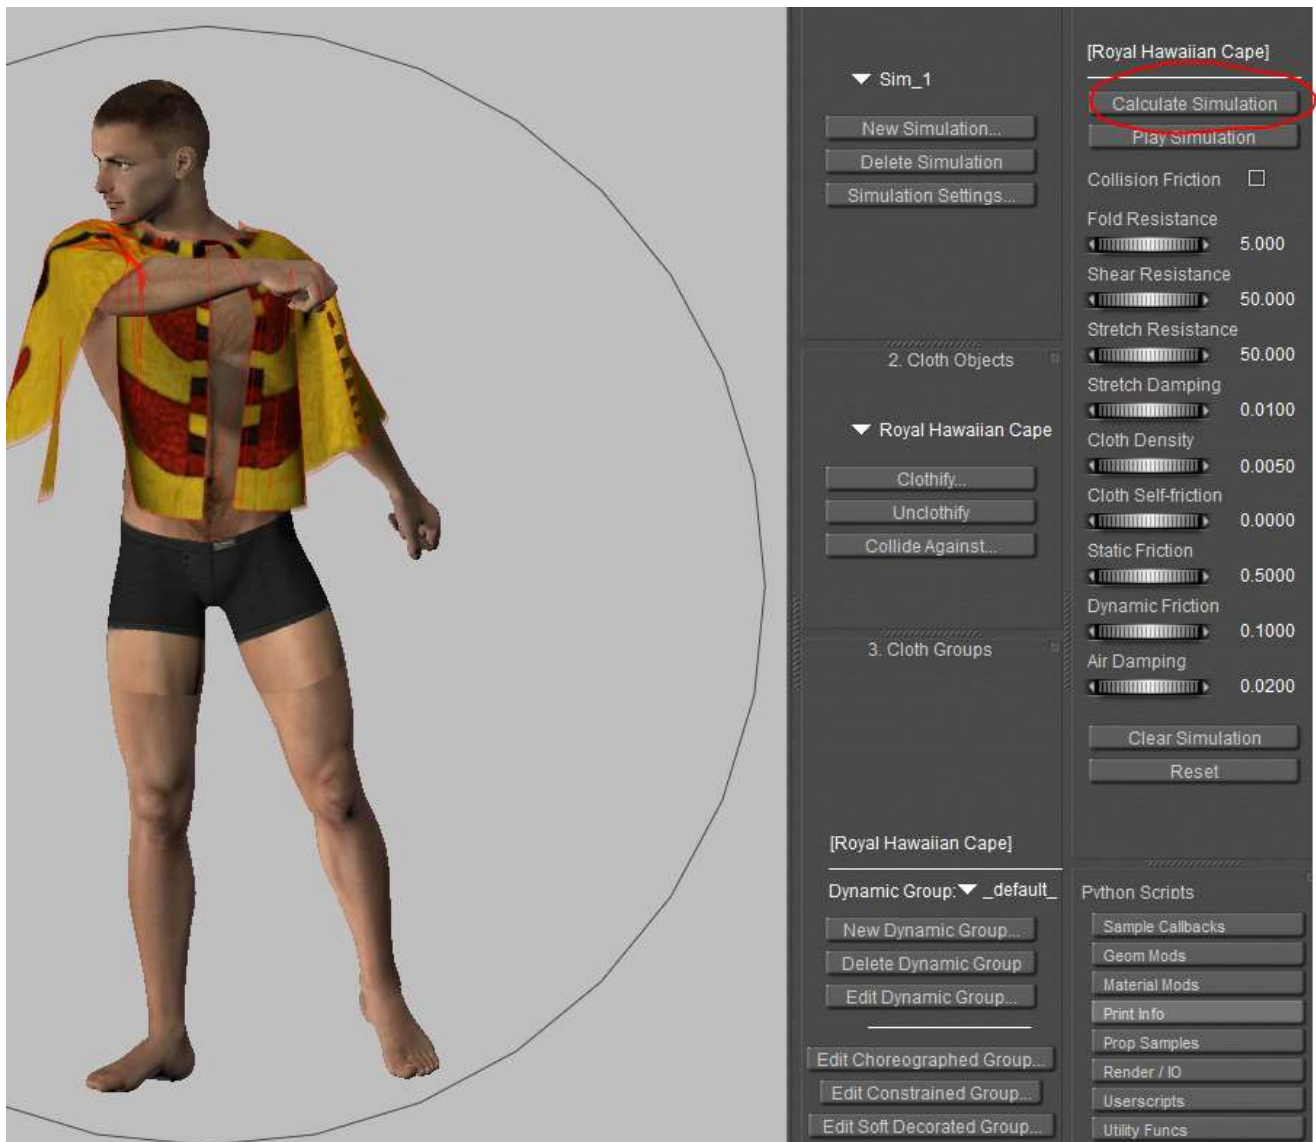 Sim_1
New Simulation...
Delete Simulation
Simulation Settings...
2. Cloth Objects
Royal Hawaiian Cape
Clothify...
Unclothify
Collide Against...
3. Cloth Groups
[Royal Hawaiian Cape]
Dynamic Group: _default_
New Dynamic Group...
Delete Dynamic Group
Edit Dynamic Group...
Edit Choreographed Group...
Edit Constrained Group...
Edit Soft Decorated Group...
[Royal Hawaiian Cape]
Calculate Simulation
Play Simulation
Collision Friction
Fold Resistance
5.000
Shear Resistance
50.000
Stretch Resistance
50.000
Stretch Damping
0.0100
Cloth Density
0.0050
Cloth Self-friction
0.0000
Static Friction
0.5000
Dynamic Friction
0.1000
Air Damping
0.0200
Clear Simulation
Reset
Python Scripts
Sample Callbacks
Geom Mods
Material Mods
Print Info
Prop Samples
Render / IO
Userscripts
Utility Funcs